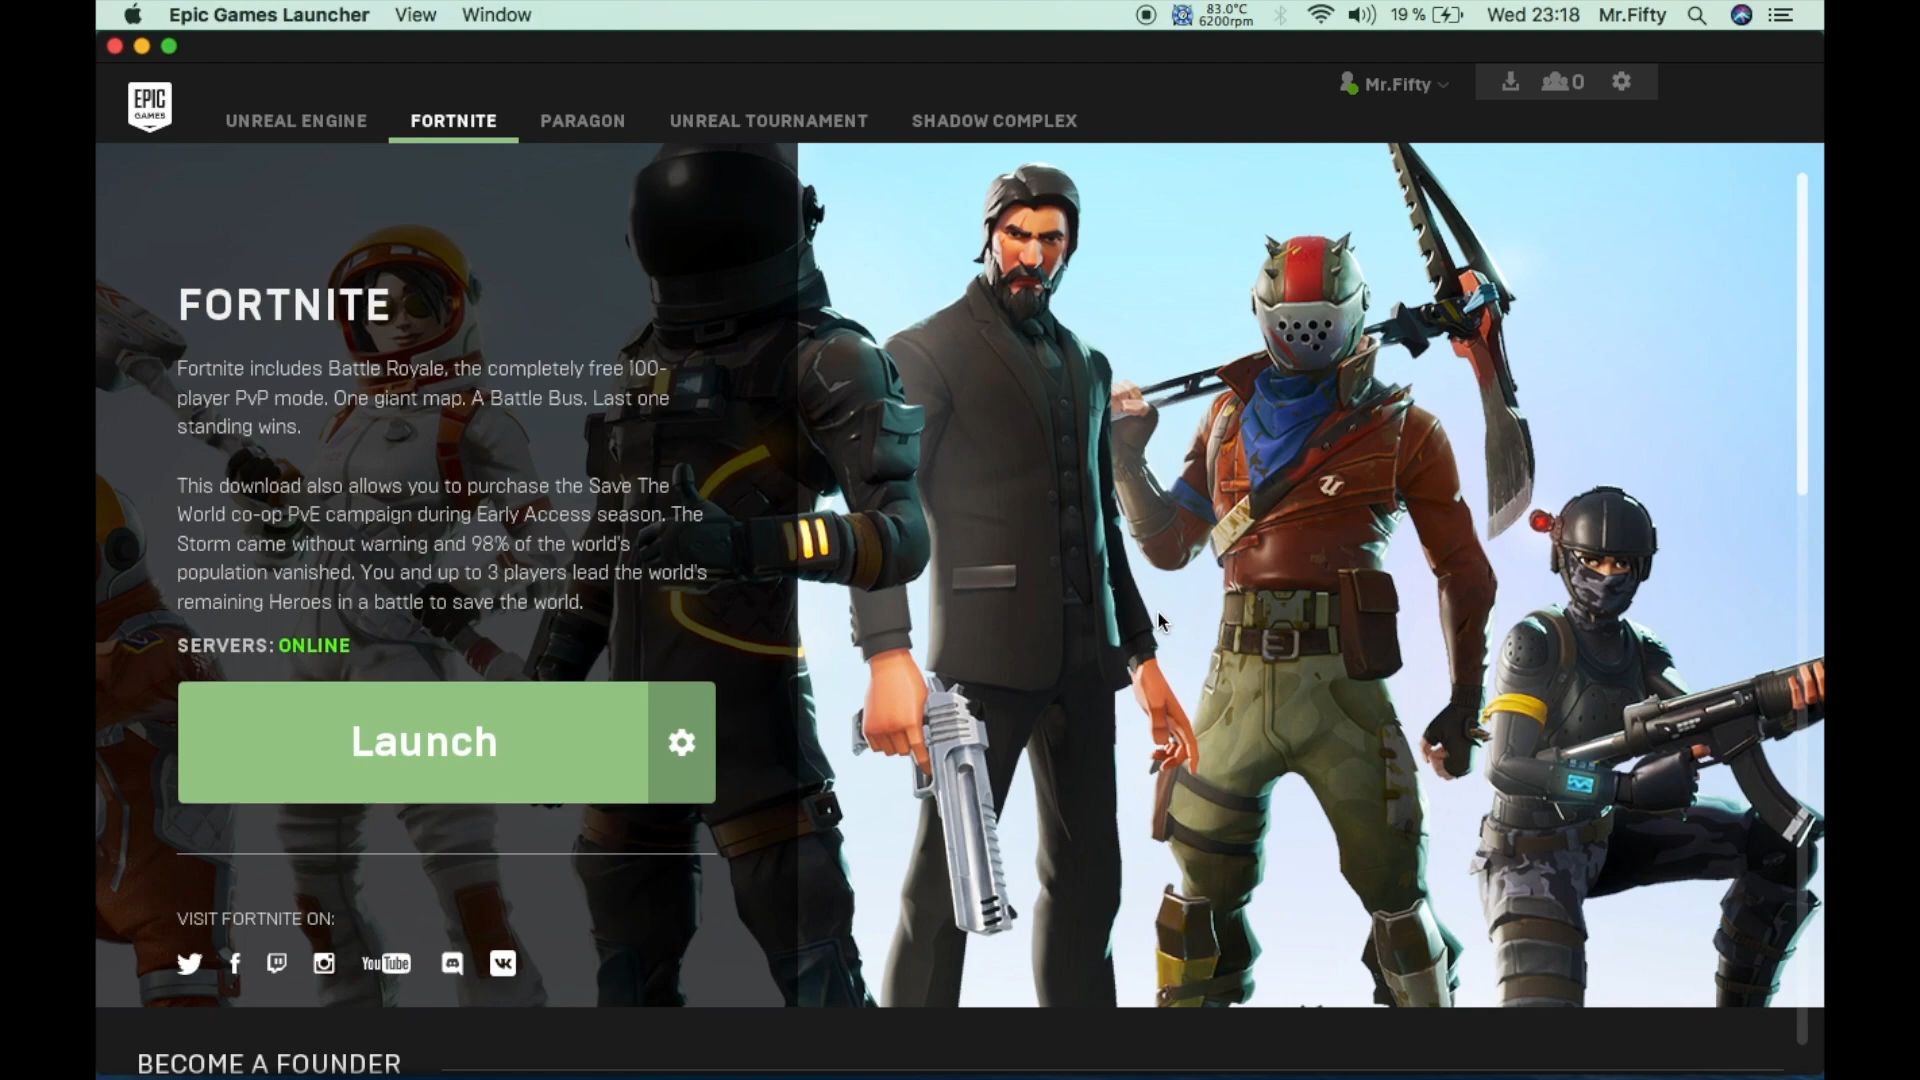 Epic Games Launcher View Window 83.0°C 6200rpm 19 % Wed 23:18 Mr.Fifty
Mr.Fifty 0
EPIC GAMES
UNREAL ENGINE FORTNITE PARAGON UNREAL TOURNAMENT SHADOW COMPLEX
FORTNITE
Fortnite includes Battle Royale, the completely free 100-
player PvP mode. One giant map. A Battle Bus. Last one
standing wins.
This download also allows you to purchase the Save The
World co-op PvE campaign during Early Access season. The
Storm came without warning and 98% of the world's
population vanished. You and up to 3 players lead the world's
remaining Heroes in a battle to save the world.
SERVERS: ONLINE
Launch
VISIT FORTNITE ON:
YouTube
BECOME A FOUNDER